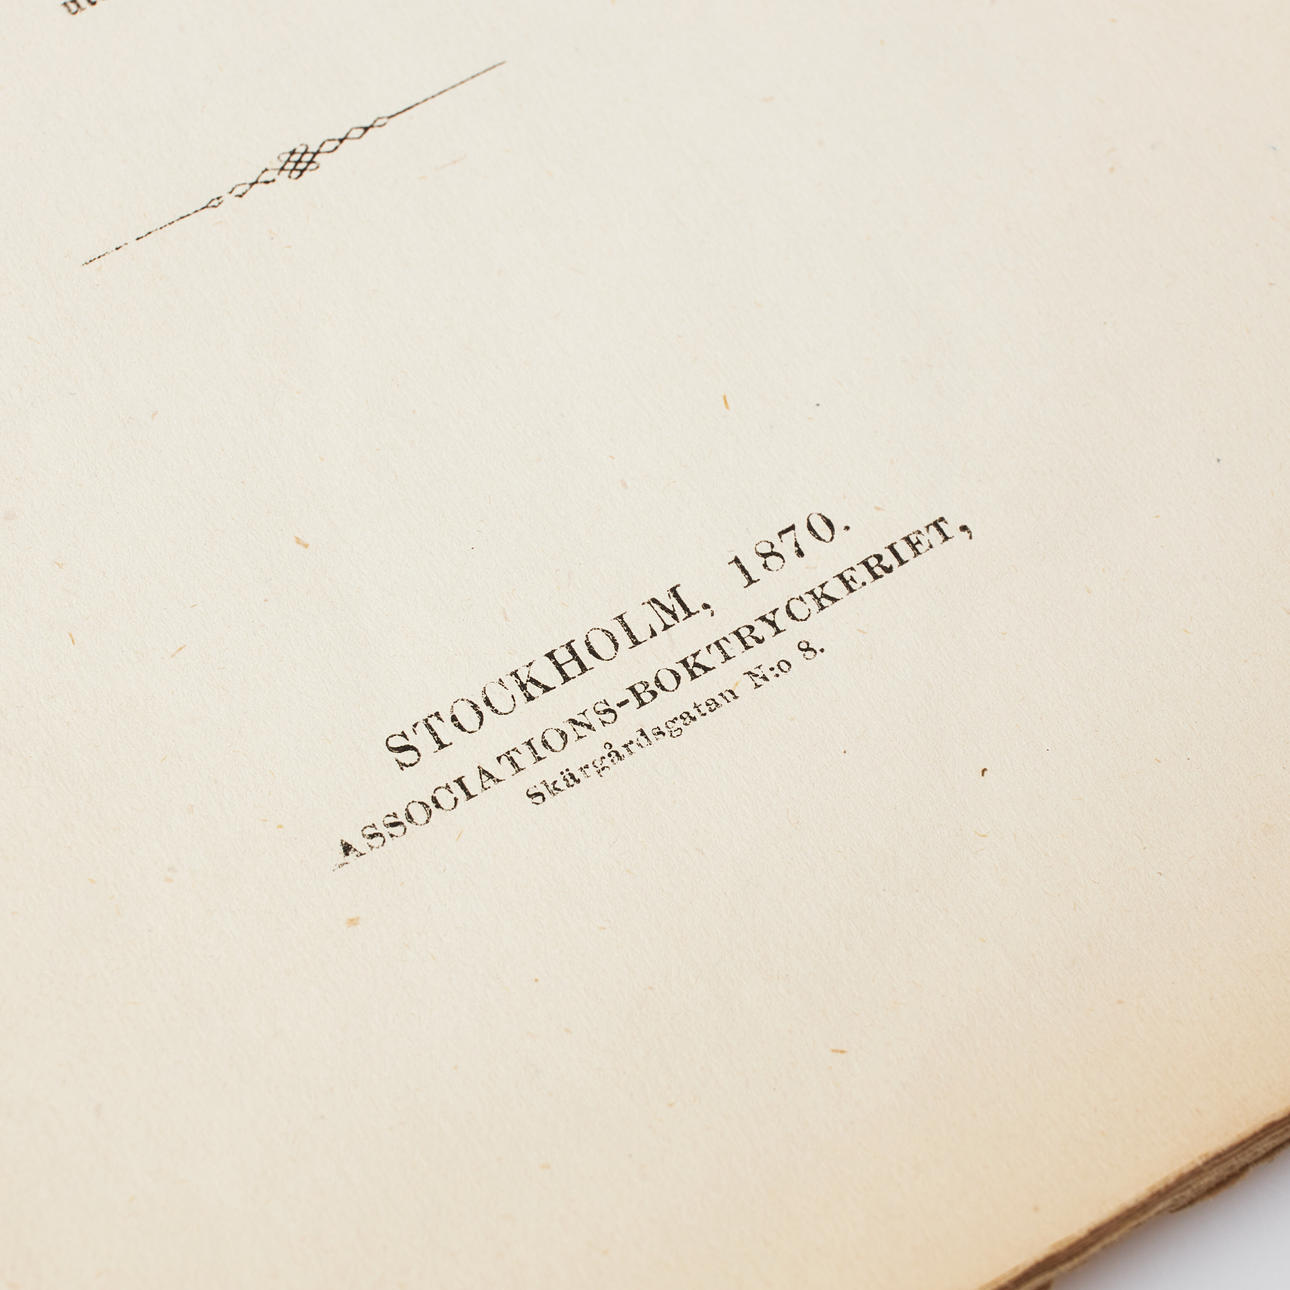 STOCKHOLM, 1870.
ASSOCIATIONS-BOKTRYCKERIET,
Skärgårdsgatan N:o 8.